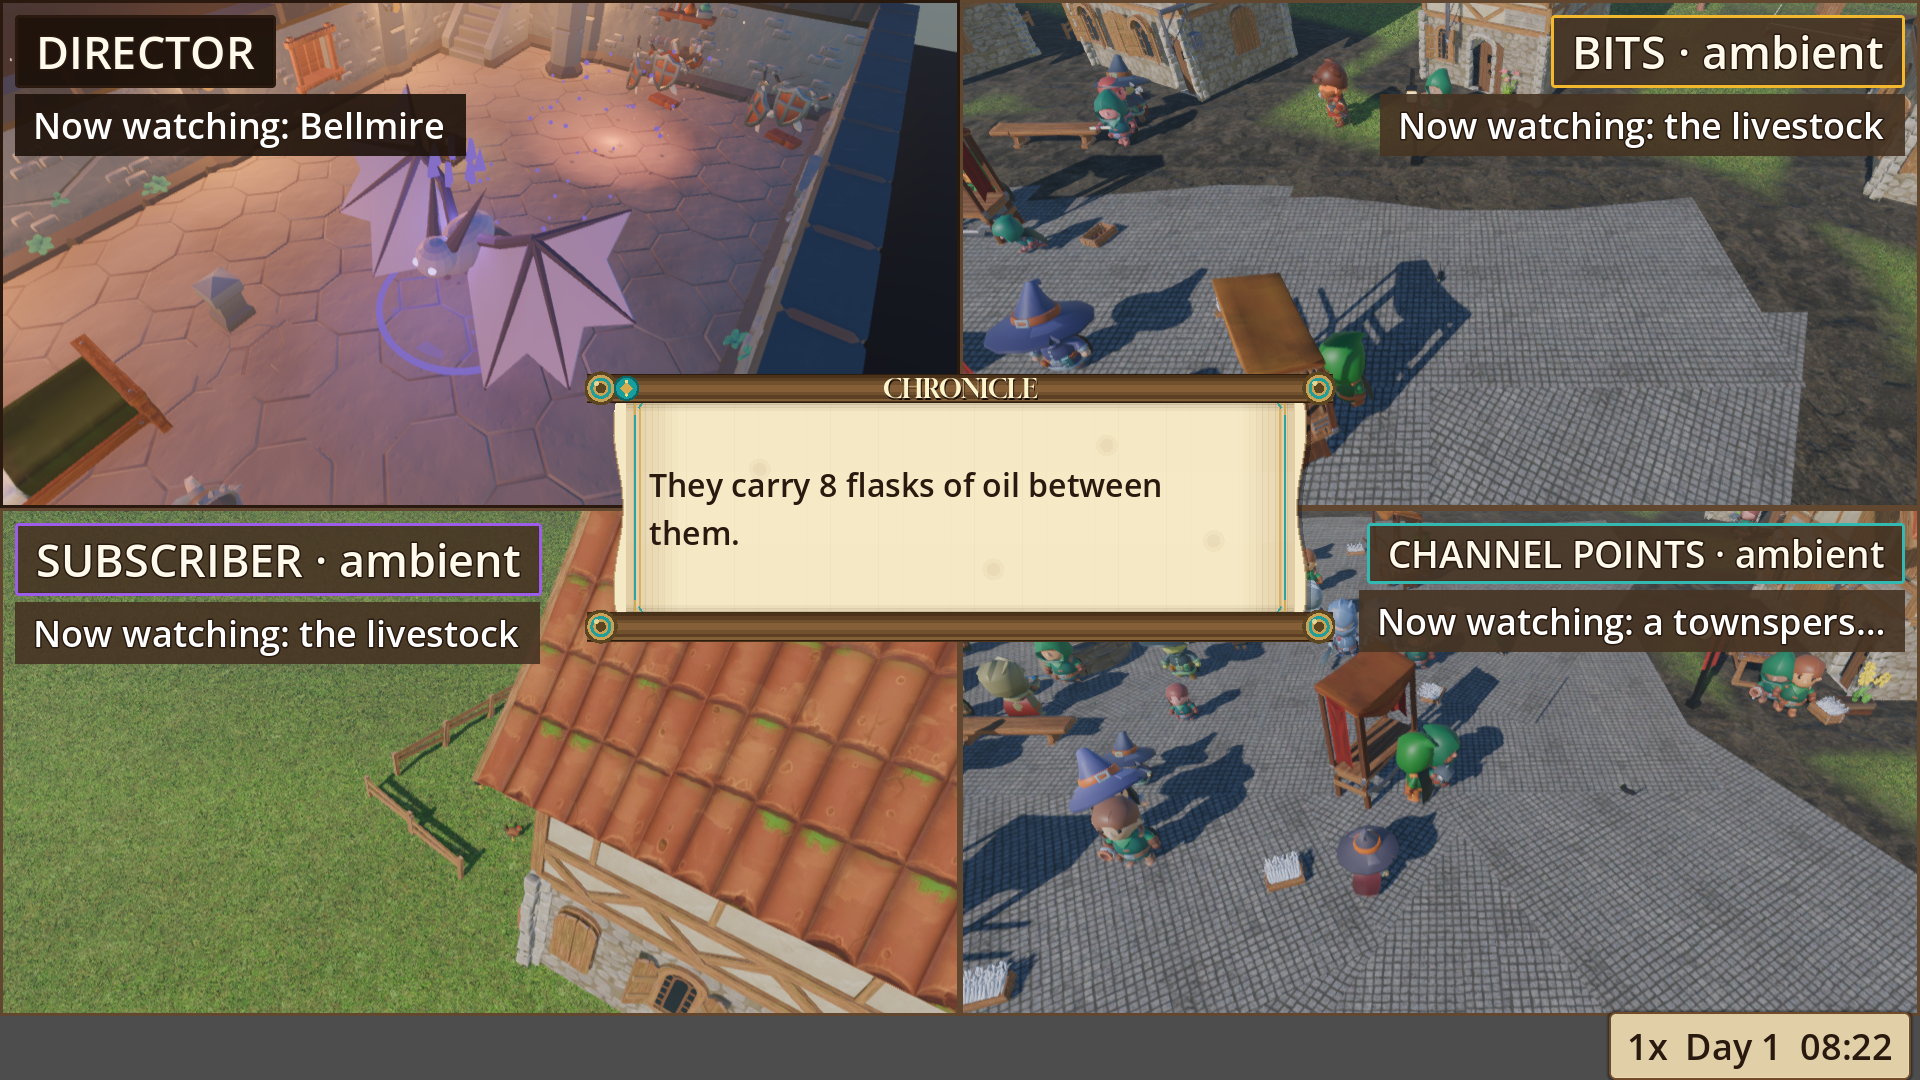 DIRECTOR
Now watching: Bellmire
BITS · ambient
Now watching: the livestock
CHRONICLE
They carry 8 flasks of oil between
them.
SUBSCRIBER · ambient
Now watching: the livestock
CHANNEL POINTS · ambient
Now watching: a townspers...
1x Day 1 08:22